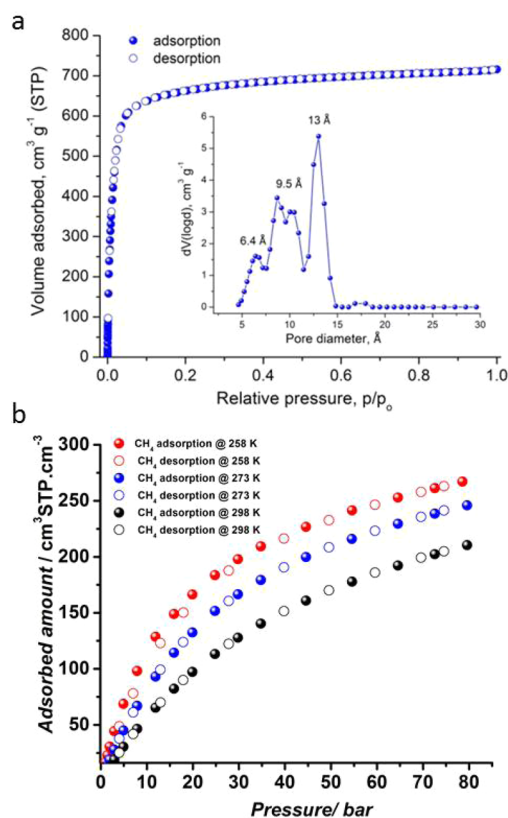 a
800
700
600
500
400
300
200
100
0
Volume adsorbed, cm³ g⁻¹ (STP)
adsorption
desorption
6
5
4
3
2
1
0
dV(logd), cm³ g⁻¹
6.4 Å
9.5 Å
13 Å
5 10 15 20 25 30
Pore diameter, Å
0.0 0.2 0.4 0.6 0.8 1.0
Relative pressure, p/pₒ
b
300
250
200
150
100
50
Adsorbed amount / cm³STP.cm⁻³
CH₄ adsorption @ 258 K
CH₄ desorption @ 258 K
CH₄ adsorption @ 273 K
CH₄ desorption @ 273 K
CH₄ adsorption @ 298 K
CH₄ desorption @ 298 K
0 10 20 30 40 50 60 70 80
Pressure/ bar